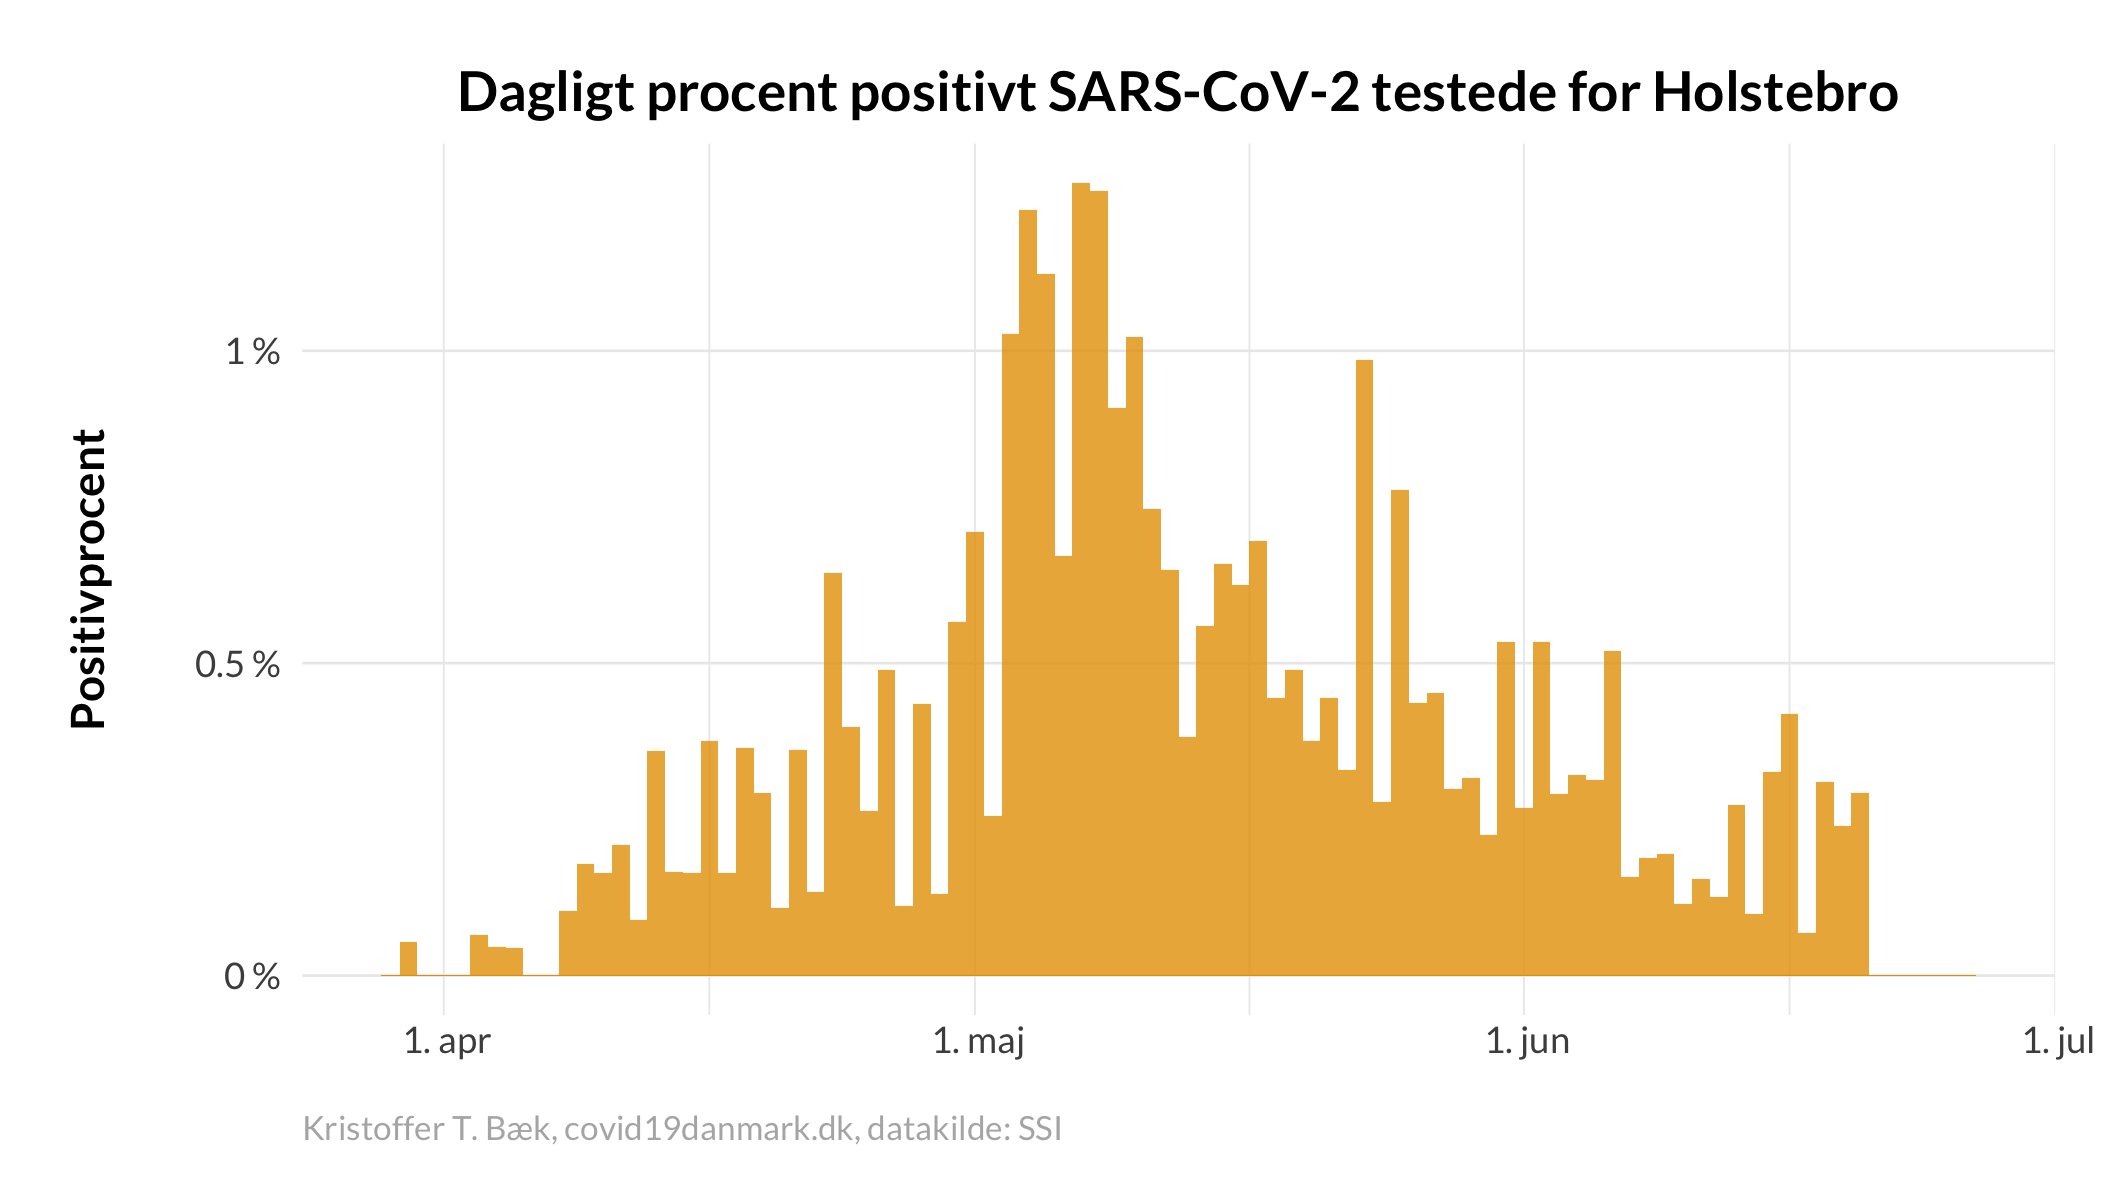 Dagligt procent positivt SARS-CoV-2 testede for Holstebro
Positivprocent
1 %
0.5 %
0 %
1. apr
1. maj
1. jun
1. jul
Kristoffer T. Bæk, covid19danmark.dk, datakilde: SSI